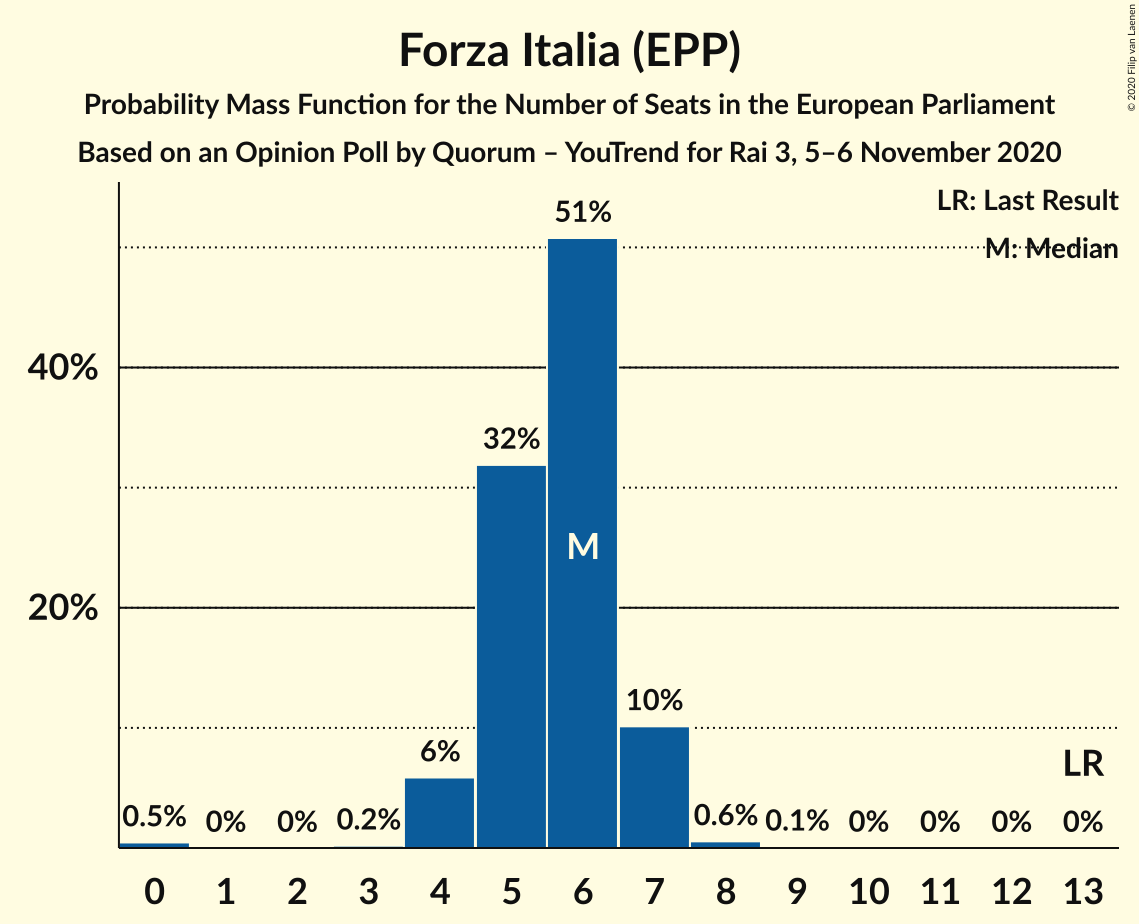 Forza Italia (EPP)
Probability Mass Function for the Number of Seats in the European Parliament
Based on an Opinion Poll by Quorum – YouTrend for Rai 3, 5–6 November 2020
© 2020 Filip van Laenen
LR: Last Result
M: Median
51%
40%
32%
M
20%
10%
6%
LR
0.5% 0% 0% 0.2% 0.6% 0.1% 0% 0% 0% 0%
0 1 2 3 4 5 6 7 8 9 10 11 12 13